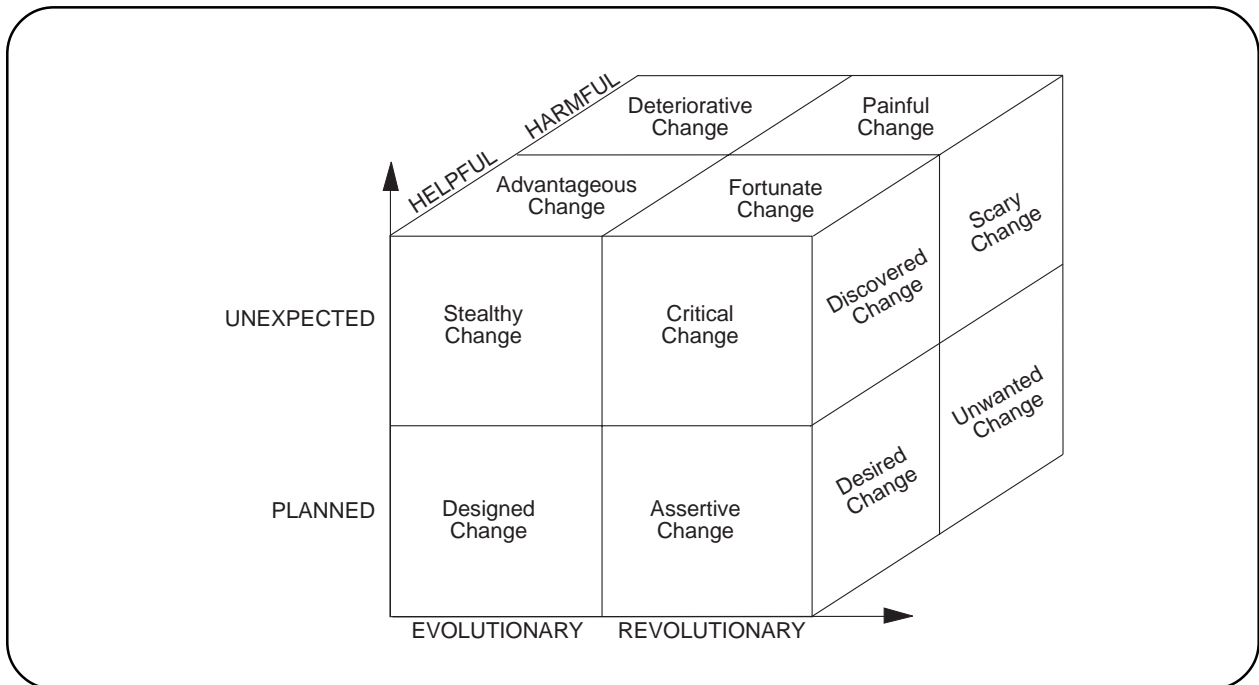 HARMFUL
Deteriorative
Change
Painful
Change
HELPFUL
Advantageous
Change
Fortunate
Change
Scary
Change
Discovered
Change
UNEXPECTED
Stealthy
Change
Critical
Change
Unwanted
Change
Desired
Change
PLANNED
Designed
Change
Assertive
Change
EVOLUTIONARY
REVOLUTIONARY